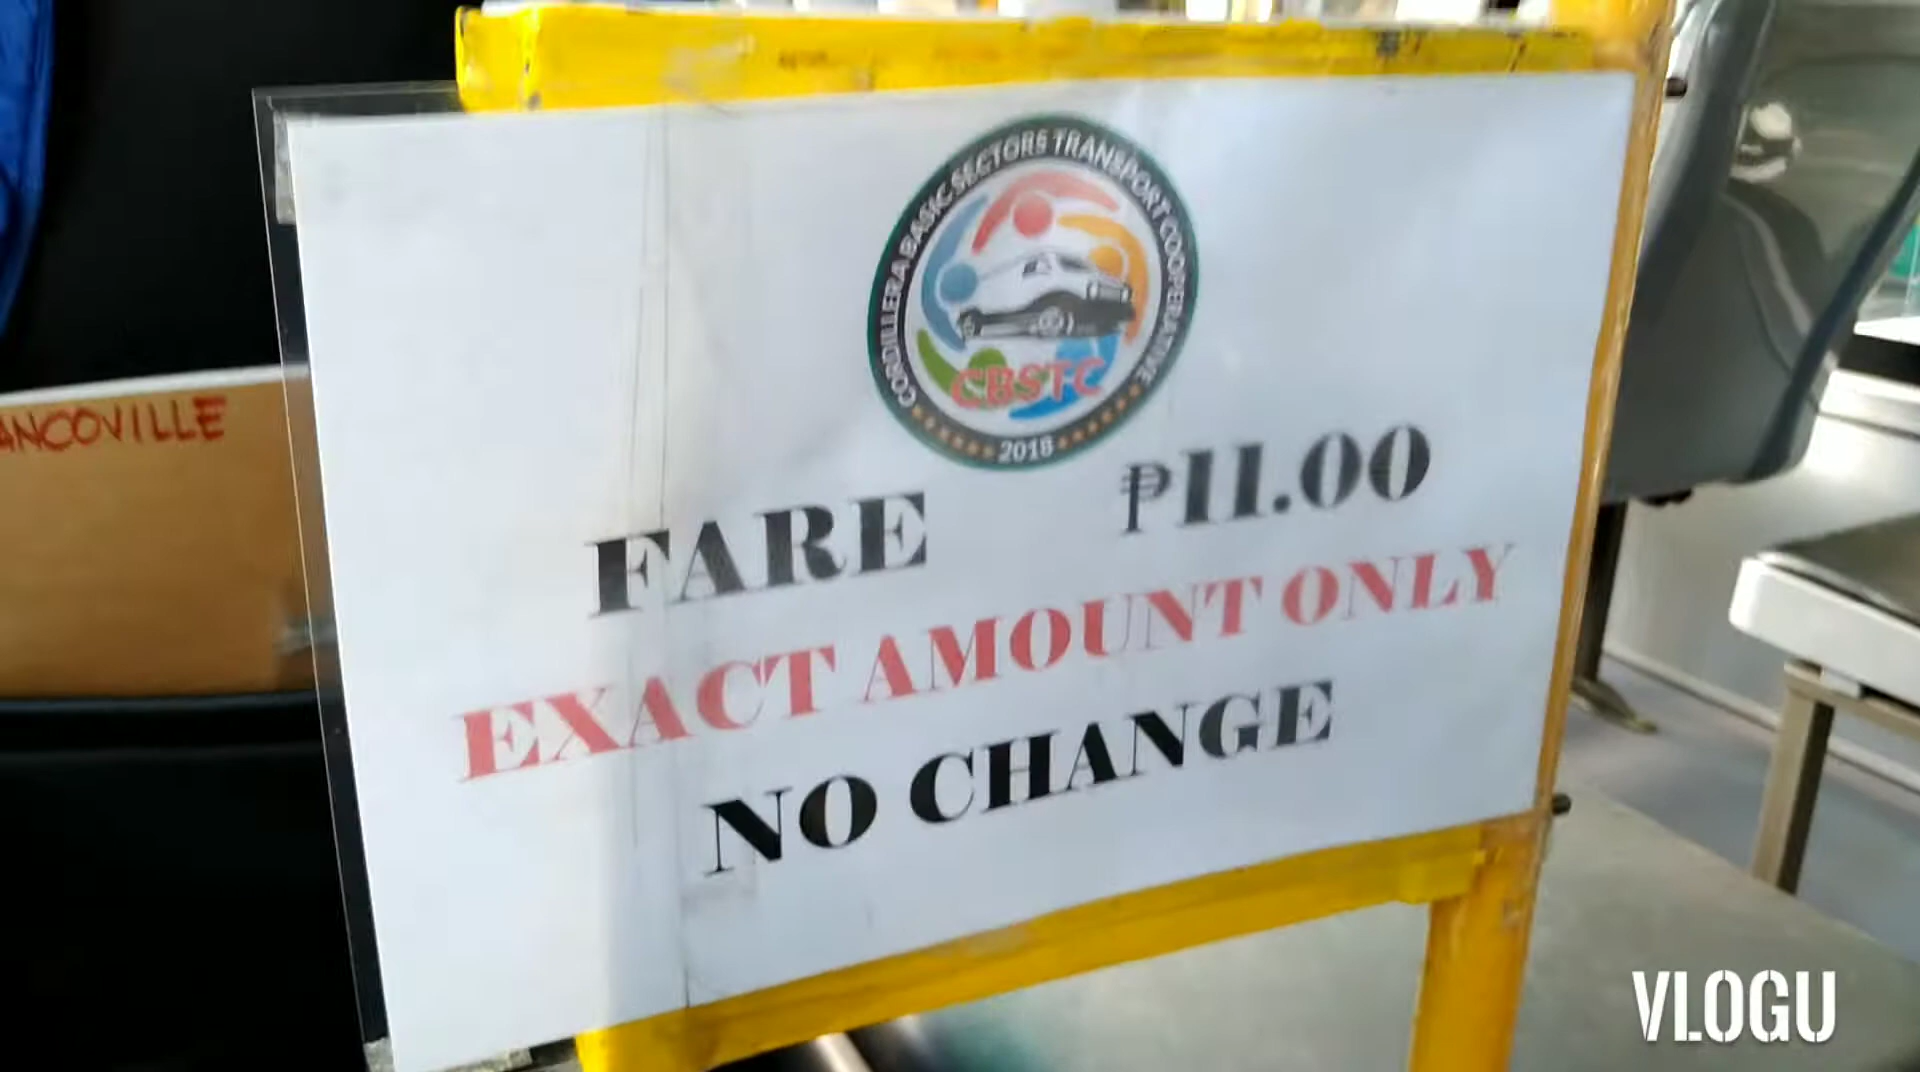 CORDILLERA BASIC SECTORS TRANSPORT COOPERATIVE
CBSTC
2018
FARE ₱11.00
EXACT AMOUNT ONLY
NO CHANGE
ANCOVILLE
VLOGU